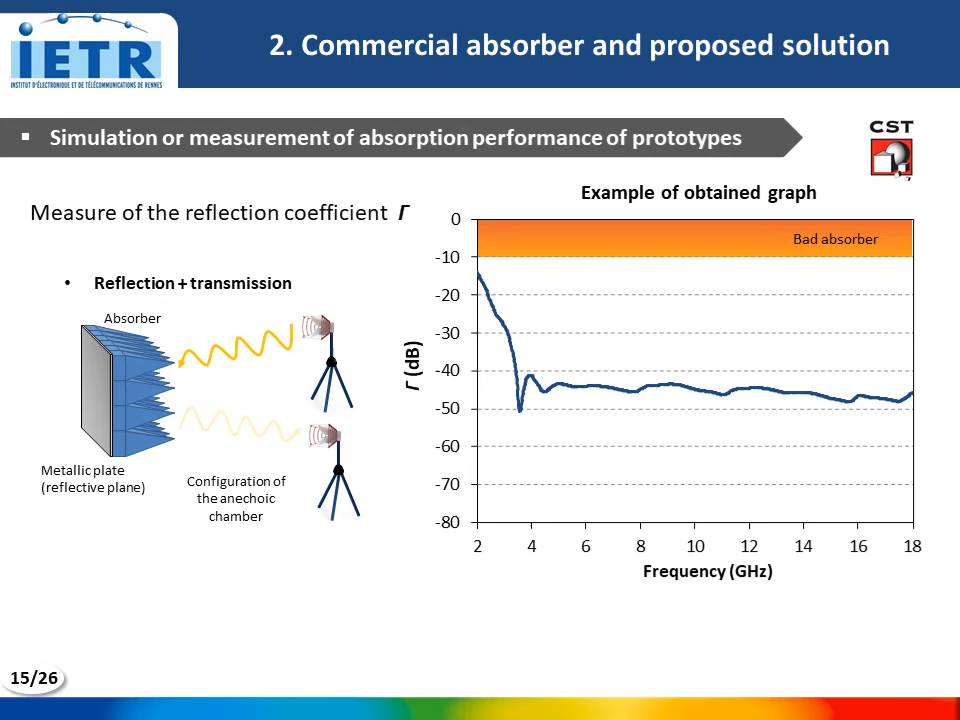 iETR
INSTITUT D'ÉLECTRONIQUE ET DE TÉLÉCOMMUNICATIONS DE RENNES
2. Commercial absorber and proposed solution
▪ Simulation or measurement of absorption performance of prototypes
CST
Measure of the reflection coefficient Γ
• Reflection + transmission
Absorber
Metallic plate
(reflective plane)
Configuration of
the anechoic
chamber
Example of obtained graph
Bad absorber
0
-10
-20
-30
-40
-50
-60
-70
-80
Γ (dB)
2 4 6 8 10 12 14 16 18
Frequency (GHz)
15/26